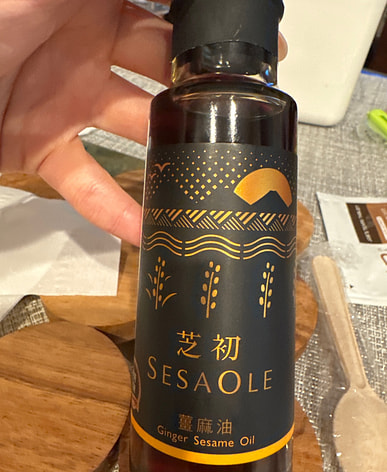 芝初
SESAOLE
薑麻油
Ginger Sesame Oil